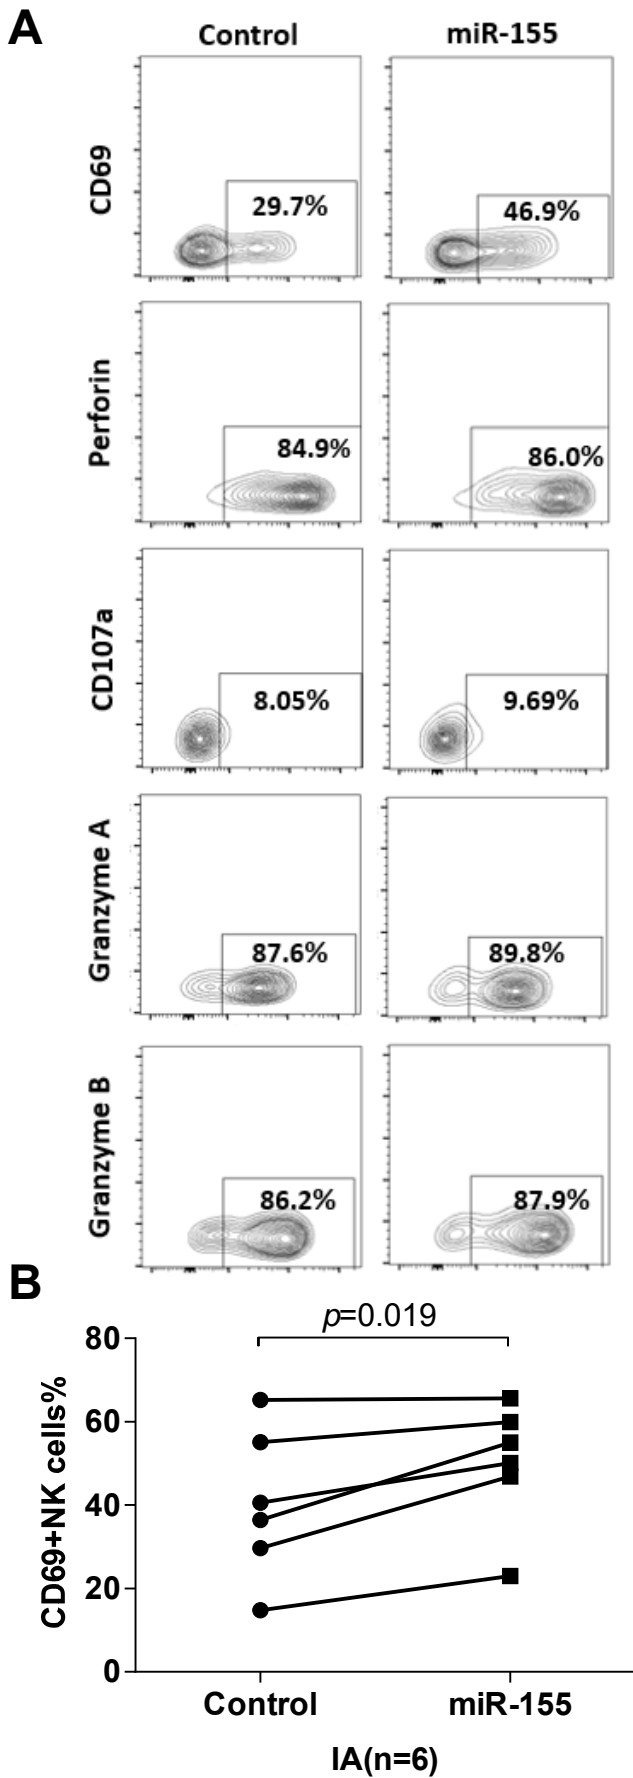 A
Control miR-155
CD69
29.7% 46.9%
Perforin
84.9% 86.0%
CD107a
8.05% 9.69%
Granzyme A
87.6% 89.8%
Granzyme B
86.2% 87.9%
B
p=0.019
CD69+NK cells%
80
60
40
20
0
Control miR-155
IA(n=6)